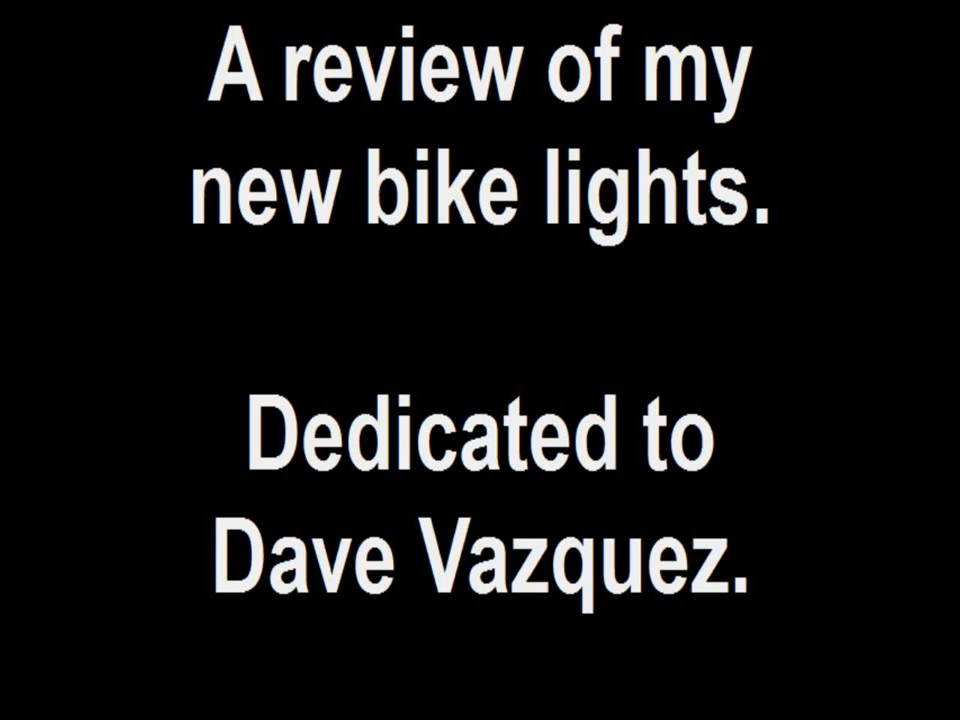 A review of my
new bike lights.
Dedicated to
Dave Vazquez.